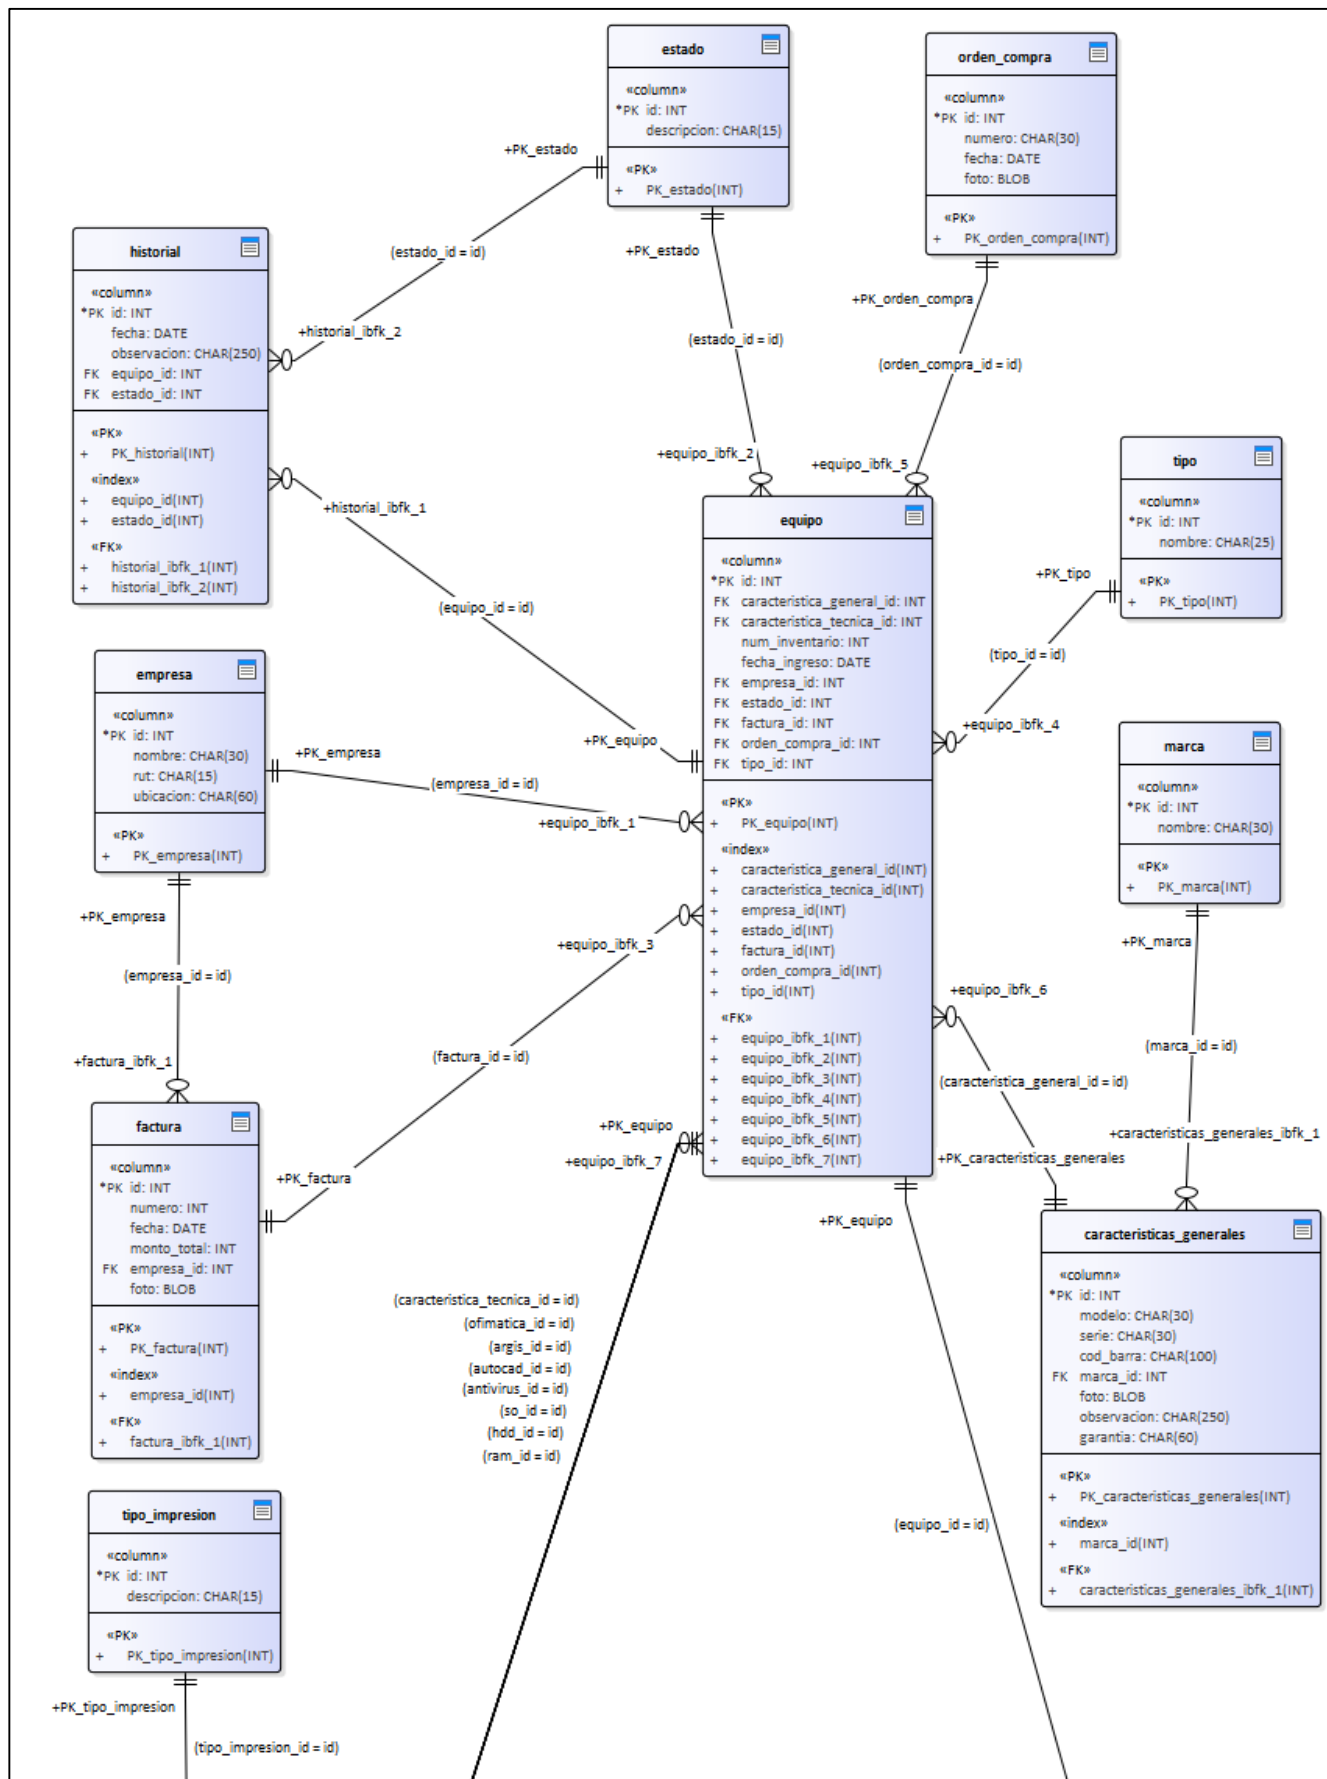 estado
«column»
*PK id: INT
descripcion: CHAR(15)
«PK»
+ PK_estado(INT)
orden_compra
«column»
*PK id: INT
numero: CHAR(30)
fecha: DATE
foto: BLOB
«PK»
+ PK_orden_compra(INT)
+PK_estado
(estado_id = id)
+historial_ibfk_2
+PK_estado
(estado_id = id)
+equipo_ibfk_2
+PK_orden_compra
(orden_compra_id = id)
+equipo_ibfk_5
historial
«column»
*PK id: INT
fecha: DATE
observacion: CHAR(250)
FK equipo_id: INT
FK estado_id: INT
«PK»
+ PK_historial(INT)
«index»
+ equipo_id(INT)
+ estado_id(INT)
«FK»
+ historial_ibfk_1(INT)
+ historial_ibfk_2(INT)
+historial_ibfk_1
(equipo_id = id)
+PK_equipo
tipo
«column»
*PK id: INT
nombre: CHAR(25)
«PK»
+ PK_tipo(INT)
+PK_tipo
(tipo_id = id)
+equipo_ibfk_4
equipo
«column»
*PK id: INT
FK caracteristica_general_id: INT
FK caracteristica_tecnica_id: INT
num_inventario: INT
fecha_ingreso: DATE
FK empresa_id: INT
FK estado_id: INT
FK factura_id: INT
FK orden_compra_id: INT
FK tipo_id: INT
«PK»
+ PK_equipo(INT)
«index»
+ caracteristica_general_id(INT)
+ caracteristica_tecnica_id(INT)
+ empresa_id(INT)
+ estado_id(INT)
+ factura_id(INT)
+ orden_compra_id(INT)
+ tipo_id(INT)
«FK»
+ equipo_ibfk_1(INT)
+ equipo_ibfk_2(INT)
+ equipo_ibfk_3(INT)
+ equipo_ibfk_4(INT)
+ equipo_ibfk_5(INT)
+ equipo_ibfk_6(INT)
+ equipo_ibfk_7(INT)
empresa
«column»
*PK id: INT
nombre: CHAR(30)
rut: CHAR(15)
ubicacion: CHAR(60)
«PK»
+ PK_empresa(INT)
+PK_empresa
(empresa_id = id)
+equipo_ibfk_1
+PK_empresa
(empresa_id = id)
+factura_ibfk_1
marca
«column»
*PK id: INT
nombre: CHAR(30)
«PK»
+ PK_marca(INT)
+PK_marca
(marca_id = id)
+caracteristicas_generales_ibfk_1
+equipo_ibfk_3
(factura_id = id)
+PK_factura
+equipo_ibfk_6
(caracteristica_general_id = id)
+PK_caracteristicas_generales
factura
«column»
*PK id: INT
numero: INT
fecha: DATE
monto_total: INT
FK empresa_id: INT
foto: BLOB
«PK»
+ PK_factura(INT)
«index»
+ empresa_id(INT)
«FK»
+ factura_ibfk_1(INT)
+PK_equipo
+equipo_ibfk_7
+PK_equipo
(caracteristica_tecnica_id = id)
(ofimatica_id = id)
(argis_id = id)
(autocad_id = id)
(antivirus_id = id)
(so_id = id)
(hdd_id = id)
(ram_id = id)
(equipo_id = id)
caracteristicas_generales
«column»
*PK id: INT
modelo: CHAR(30)
serie: CHAR(30)
cod_barra: CHAR(100)
FK marca_id: INT
foto: BLOB
observacion: CHAR(250)
garantia: CHAR(60)
«PK»
+ PK_caracteristicas_generales(INT)
«index»
+ marca_id(INT)
«FK»
+ caracteristicas_generales_ibfk_1(INT)
tipo_impresion
«column»
*PK id: INT
descripcion: CHAR(15)
«PK»
+ PK_tipo_impresion(INT)
+PK_tipo_impresion
(tipo_impresion_id = id)